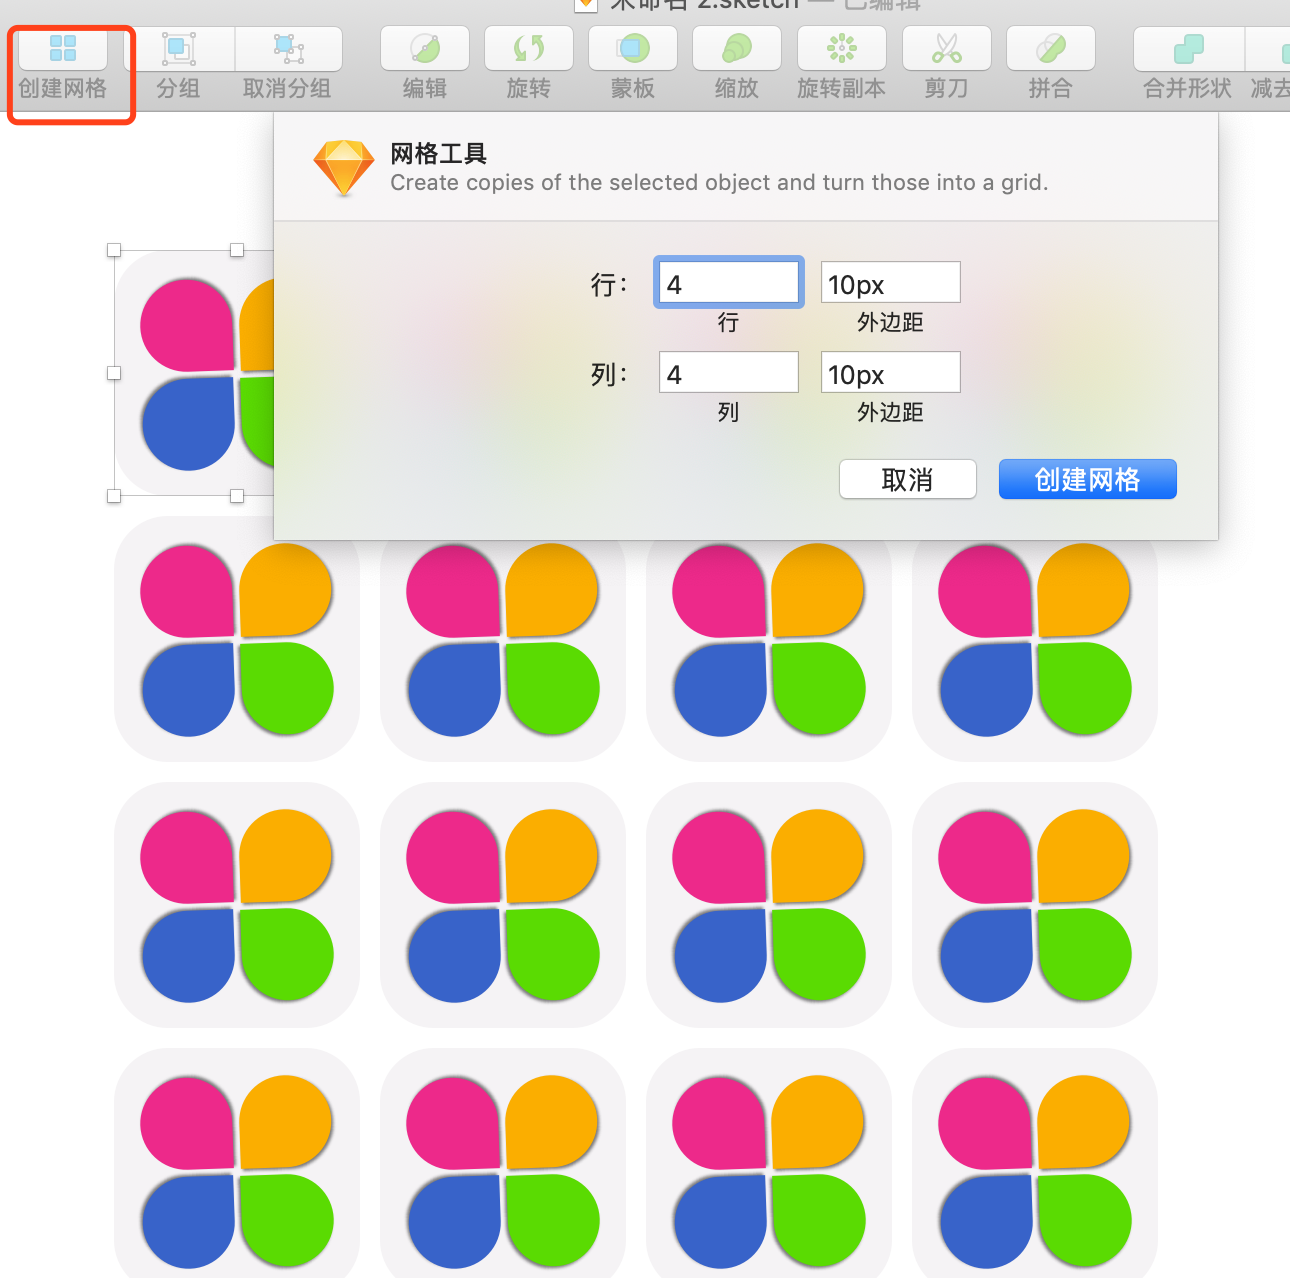 未命名 2.sketch — 已编辑
创建网格
分组
取消分组
编辑
旋转
蒙板
缩放
旋转副本
剪刀
拼合
合并形状
减去
网格工具
Create copies of the selected object and turn those into a grid.
行： 4 10px
行 外边距
列： 4 10px
列 外边距
取消 创建网格